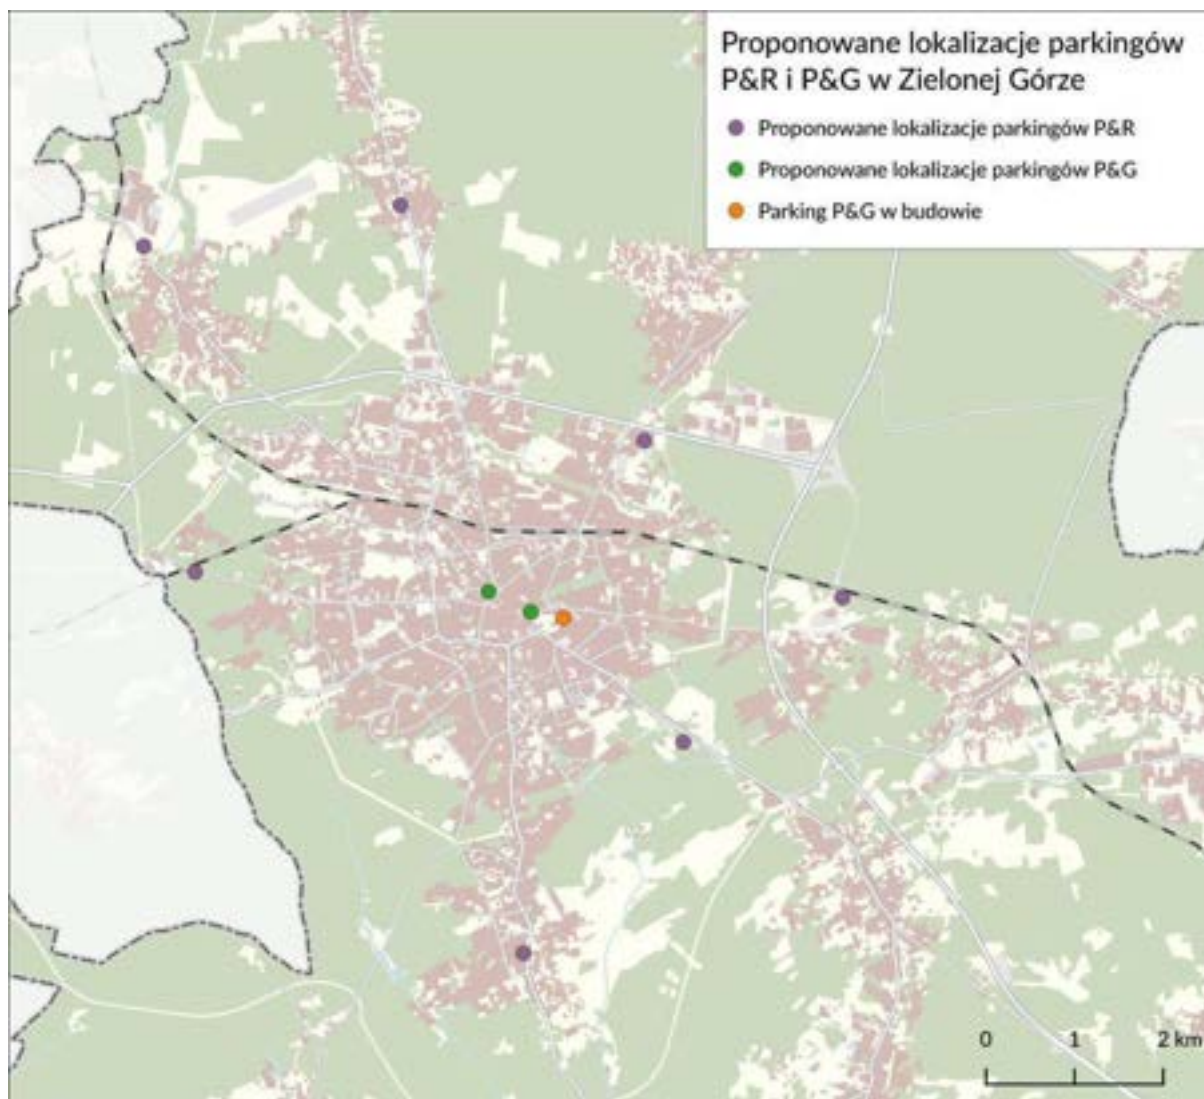 Proponowane lokalizacje parkingów
P&R i P&G w Zielonej Górze
Proponowane lokalizacje parkingów P&R
Proponowane lokalizacje parkingów P&G
Parking P&G w budowie
0 1 2 km